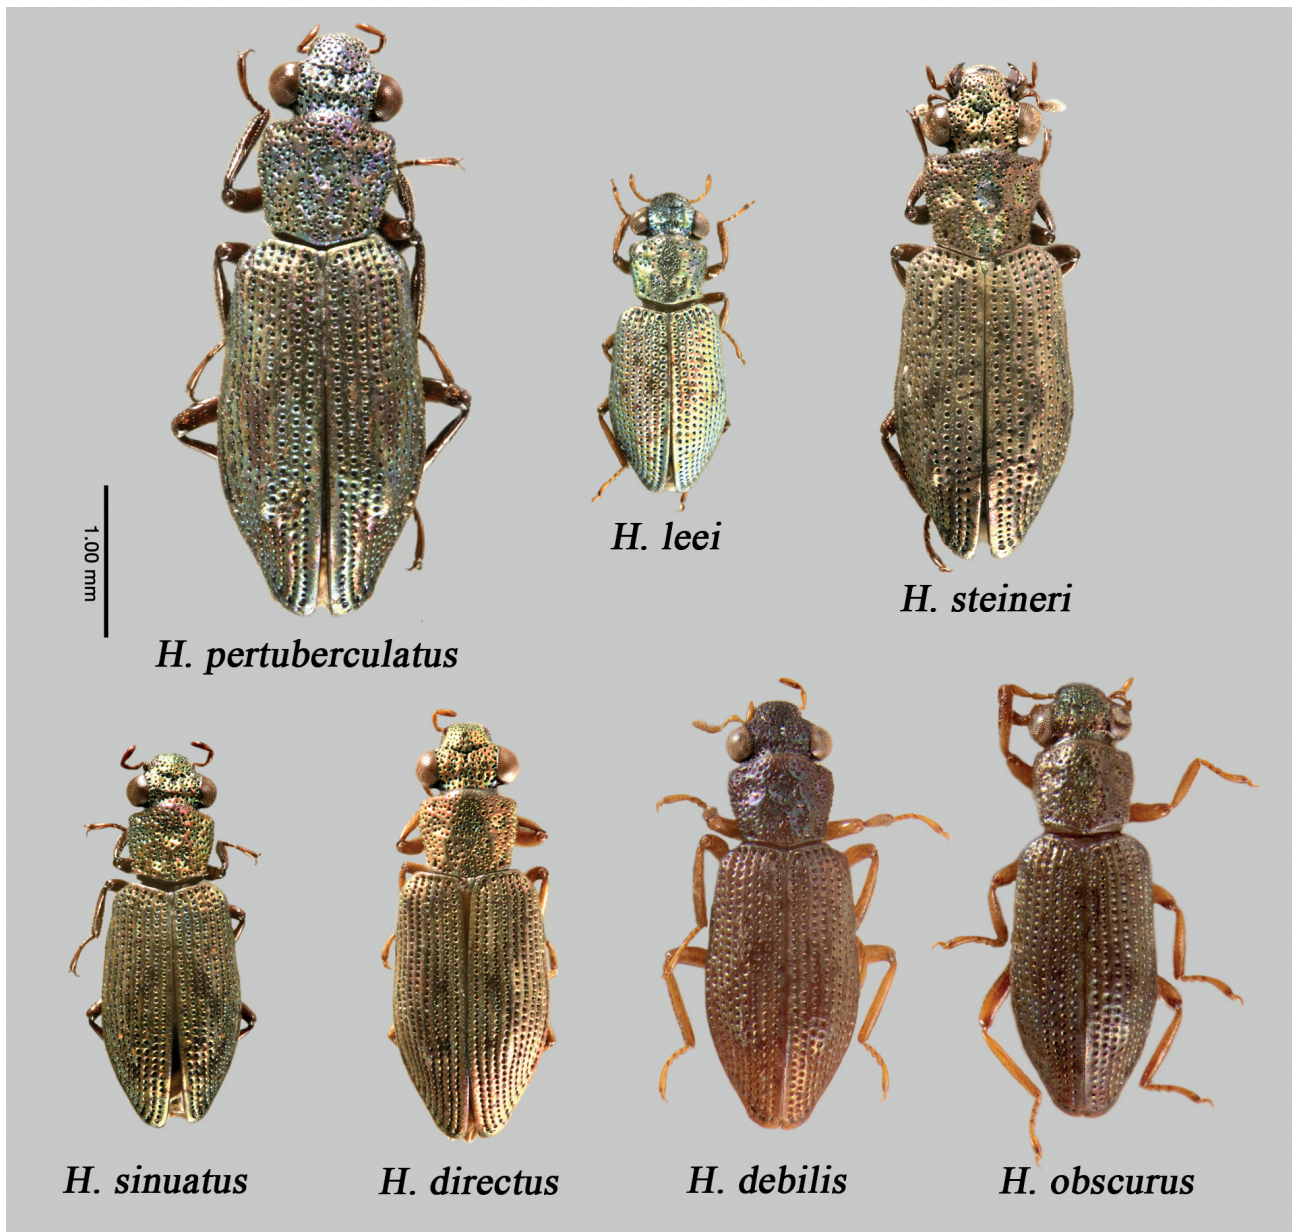 H. leei
H. steineri
1.00 mm
H. pertuberculatus
H. sinuatus
H. directus
H. debilis
H. obscurus